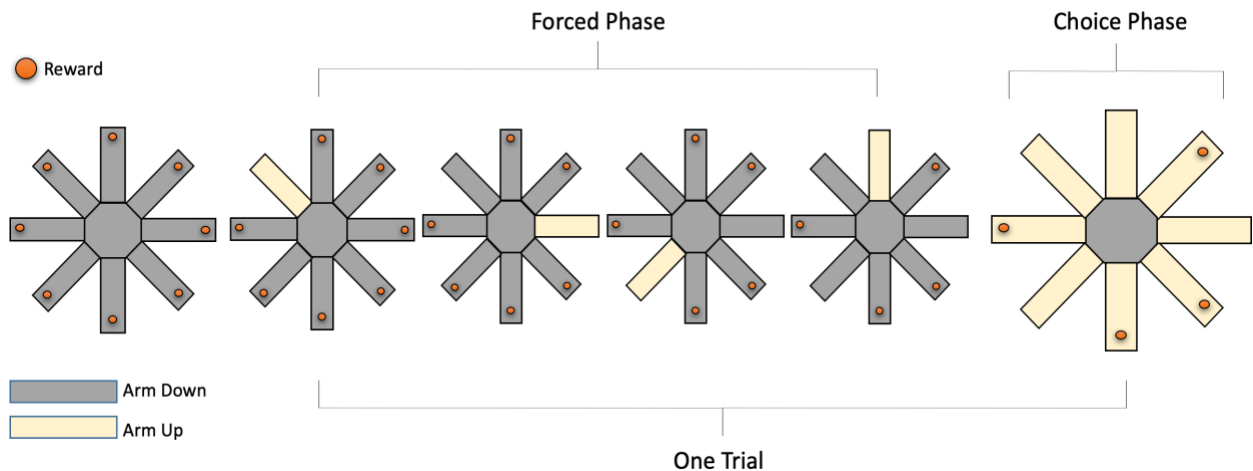 Forced Phase
Choice Phase
Reward
Arm Down
Arm Up
One Trial